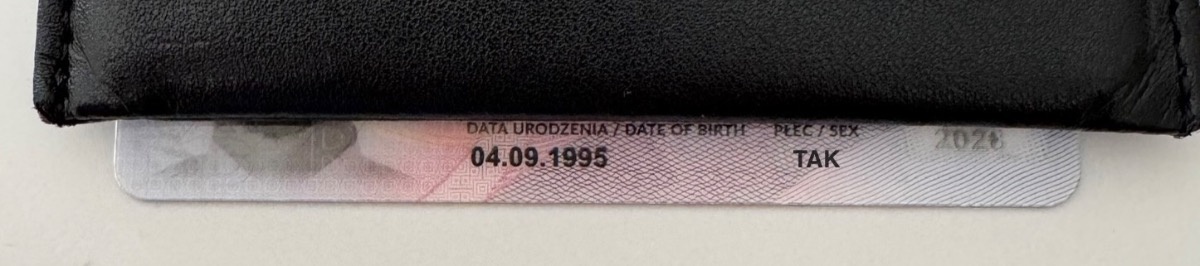 DATA URODZENIA / DATE OF BIRTH PŁEĆ / SEX
04.09.1995 TAK